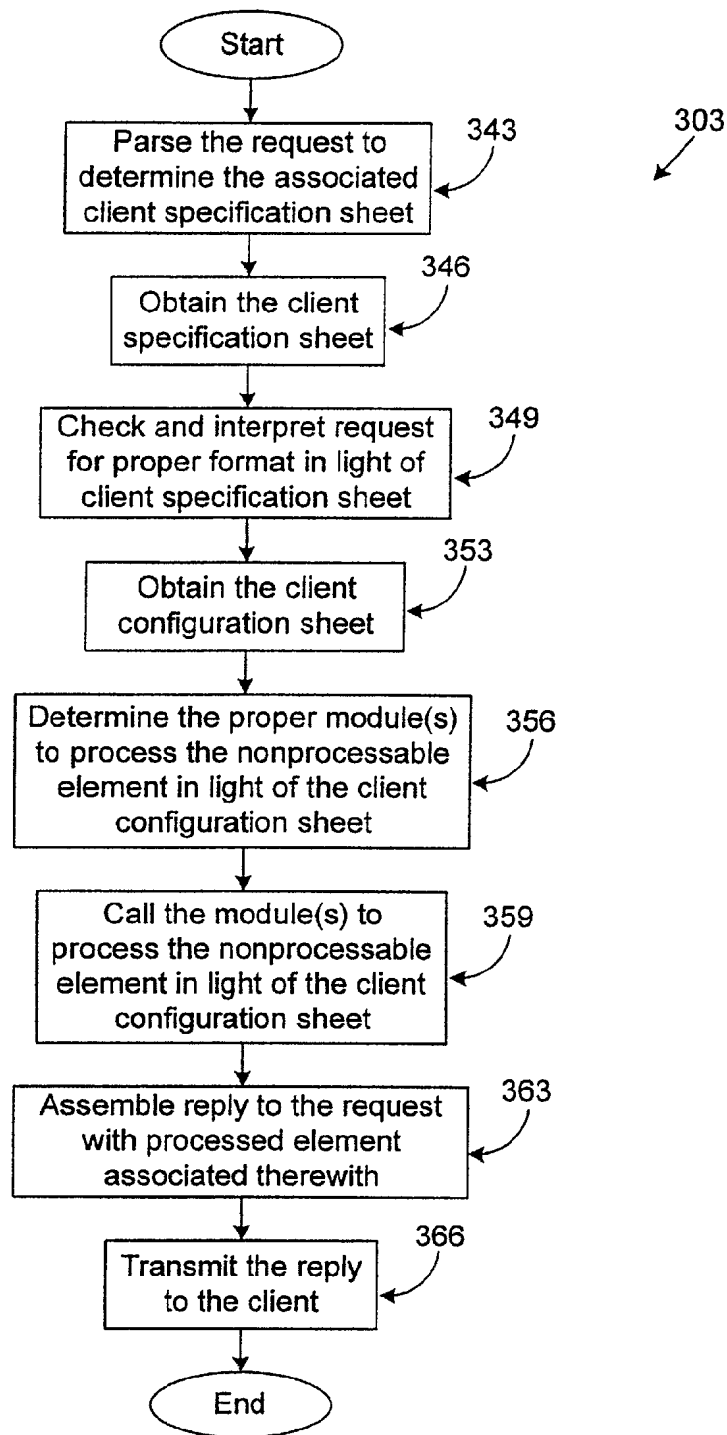 Start
303
Parse the request to
determine the associated
client specification sheet
343
Obtain the client
specification sheet
346
Check and interpret request
for proper format in light of
client specification sheet
349
Obtain the client
configuration sheet
353
Determine the proper module(s)
to process the nonprocessable
element in light of the client
configuration sheet
356
Call the module(s) to
process the nonprocessable
element in light of the client
configuration sheet
359
Assemble reply to the request
with processed element
associated therewith
363
Transmit the reply
to the client
366
End